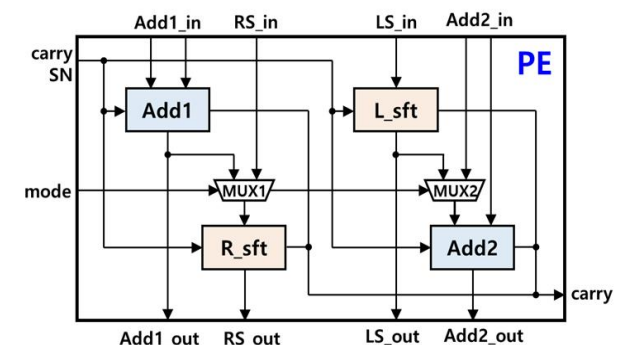 Add1_in RS_in LS_in Add2_in
carry
SN
PE
Add1 L_sft
mode MUX1 MUX2
R_sft Add2
carry
Add1_out RS_out LS_out Add2_out